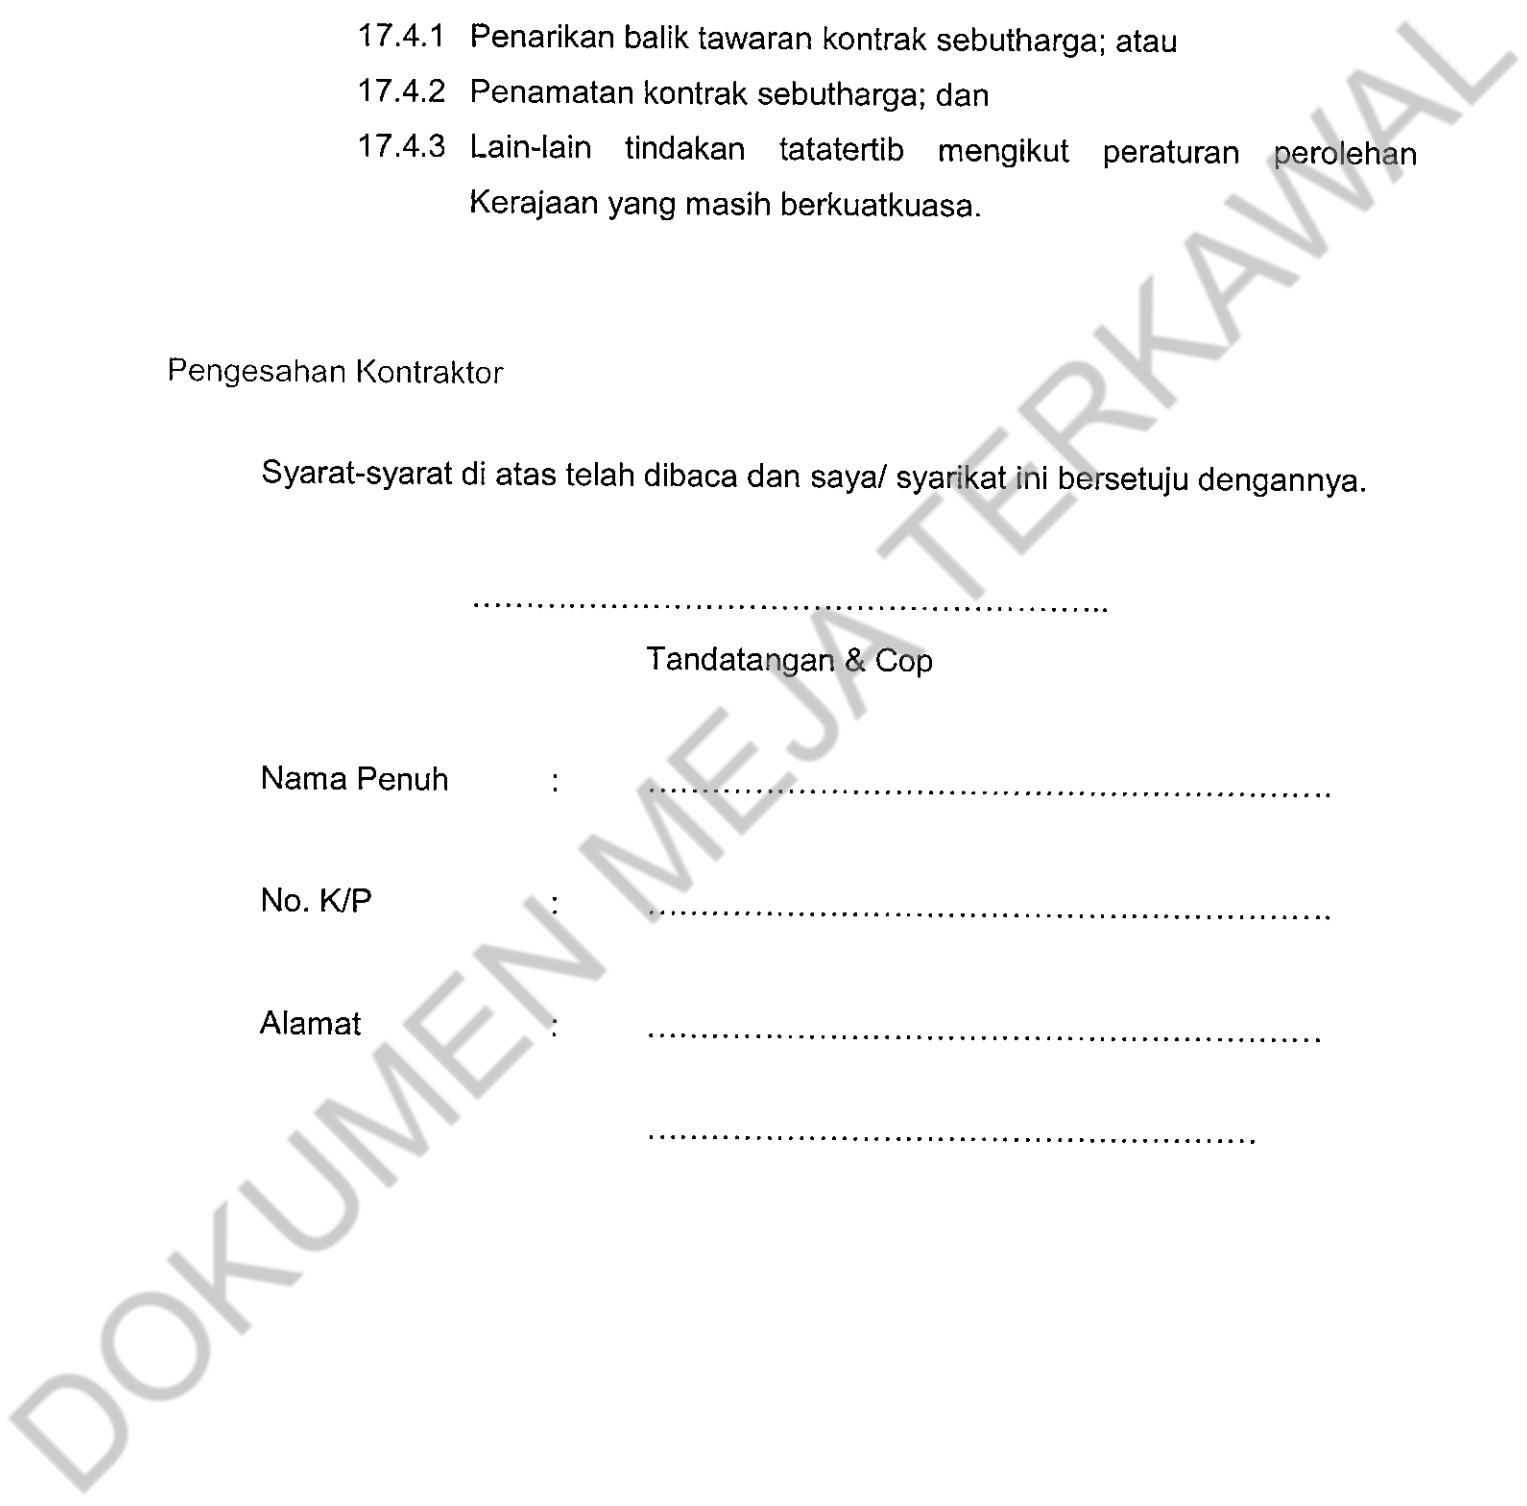 17.4.1 Penarikan balik tawaran kontrak sebutharga; atau
17.4.2 Penamatan kontrak sebutharga; dan
17.4.3 Lain-lain tindakan tatatertib mengikut peraturan perolehan
Kerajaan yang masih berkuatkuasa.
Pengesahan Kontraktor
Syarat-syarat di atas telah dibaca dan saya/ syarikat ini bersetuju dengannya.
...........................................................
Tandatangan & Cop
Nama Penuh : ................................................................
No. K/P : ................................................................
Alamat : ...............................................................
.........................................................
DOKUMEN MEJA TERKAWAL